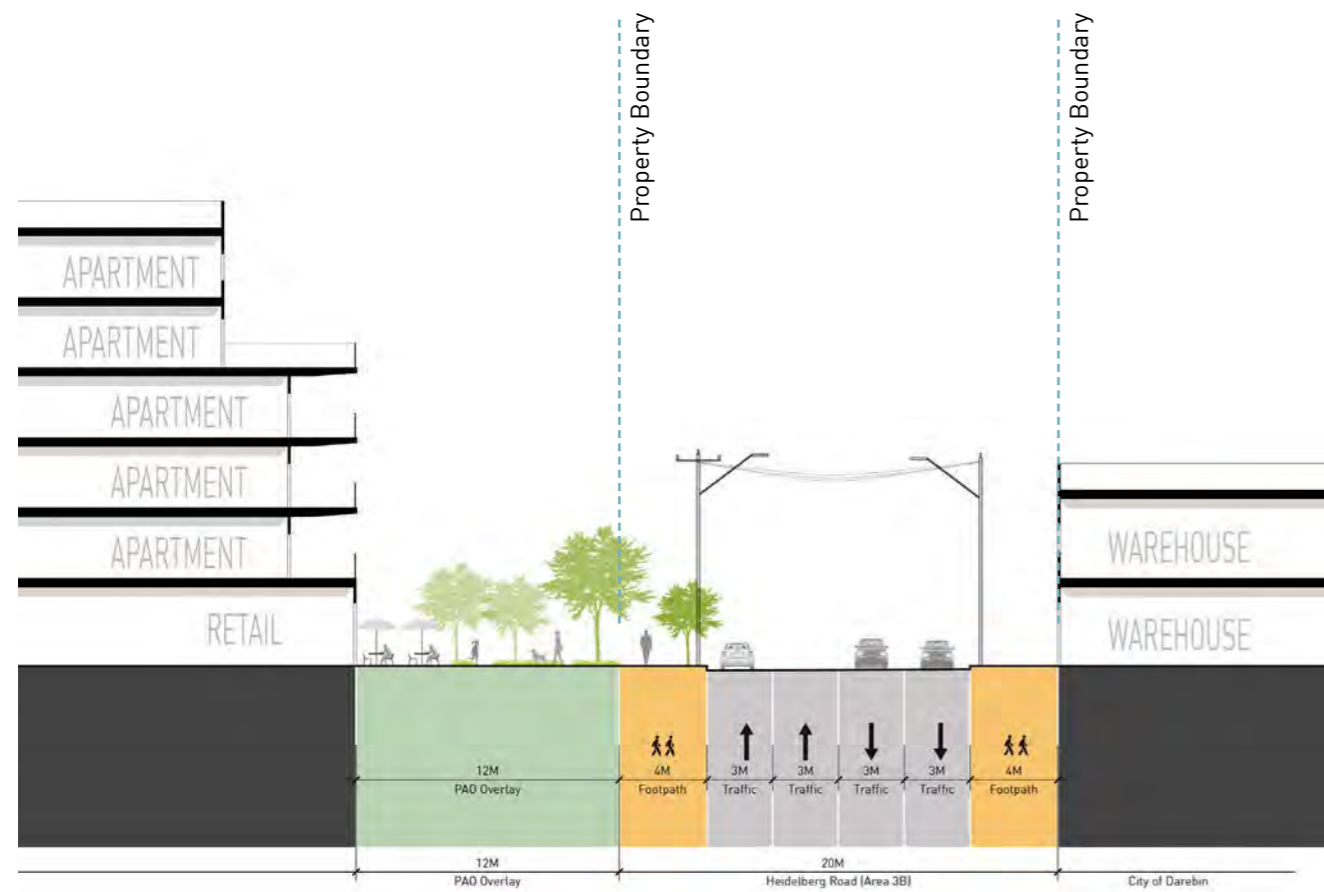 Property Boundary
Property Boundary
APARTMENT
APARTMENT
APARTMENT
APARTMENT
APARTMENT
RETAIL
WAREHOUSE
WAREHOUSE
12M
PAO Overlay
4M
Footpath
3M
Traffic
3M
Traffic
3M
Traffic
3M
Traffic
4M
Footpath
12M
PAO Overlay
20M
Heidelberg Road (Area 3B)
City of Darebin